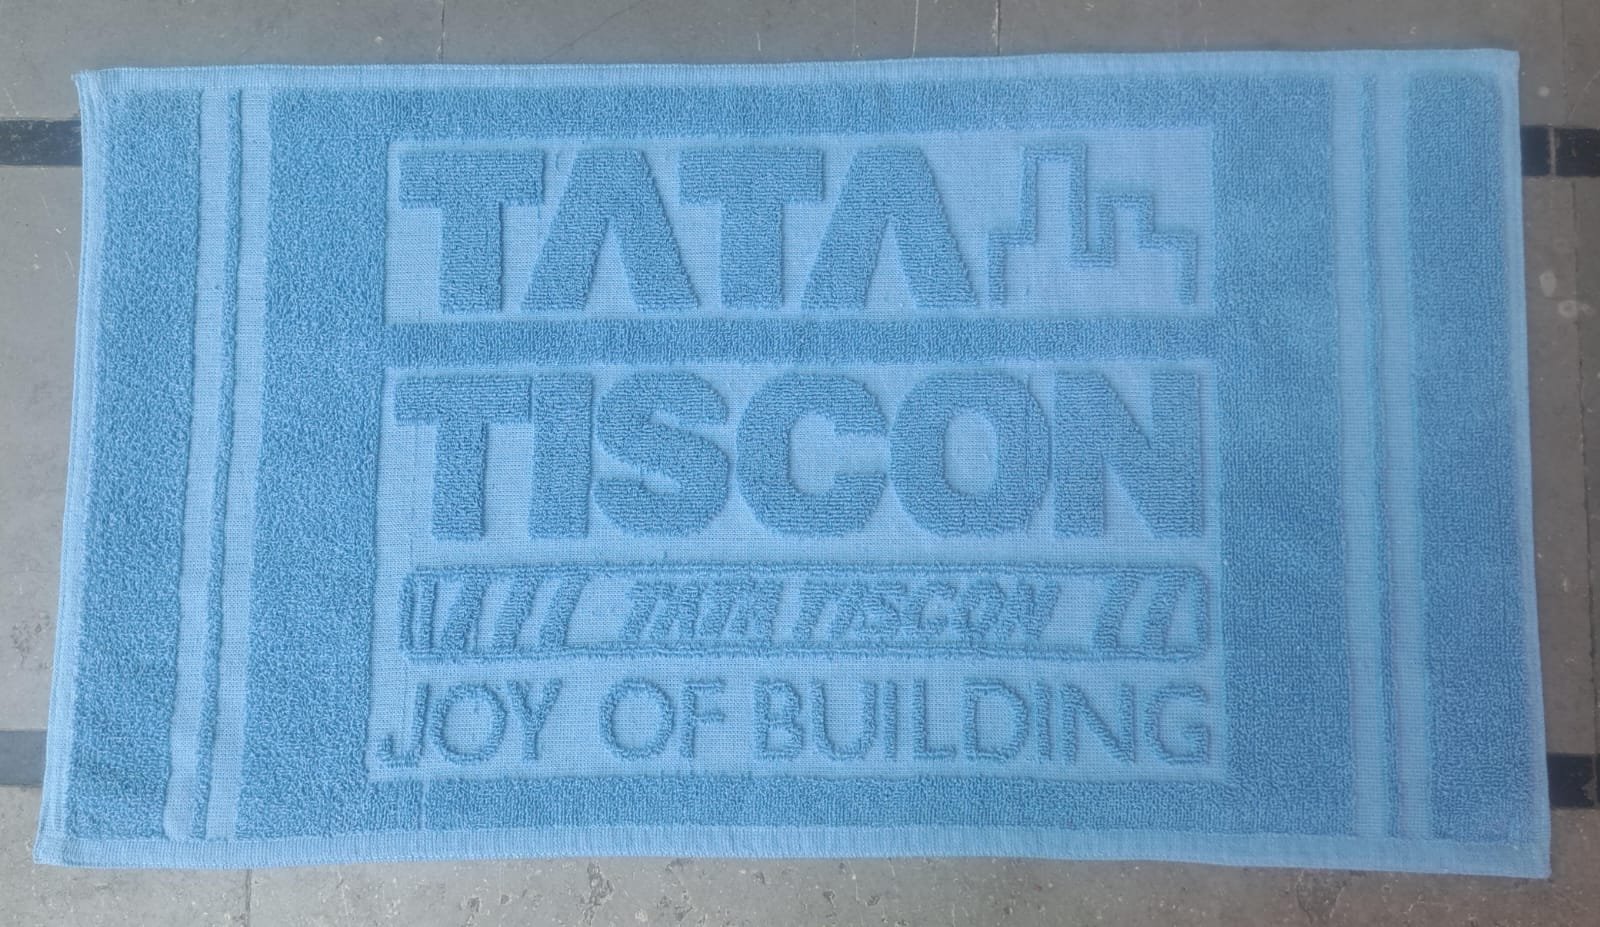 TATA
TISCON
TATA TISCON
JOY OF BUILDING